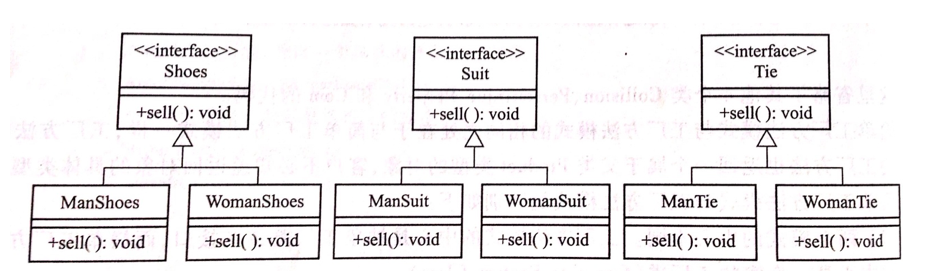 <<interface>>
Shoes
+sell( ): void
<<interface>>
Suit
+sell( ): void
<<interface>>
Tie
+sell( ): void
ManShoes
+sell( ): void
WomanShoes
+sell( ): void
ManSuit
+sell(): void
WomanSuit
+sell( ): void
ManTie
+sell( ): void
WomanTie
+sell( ): void